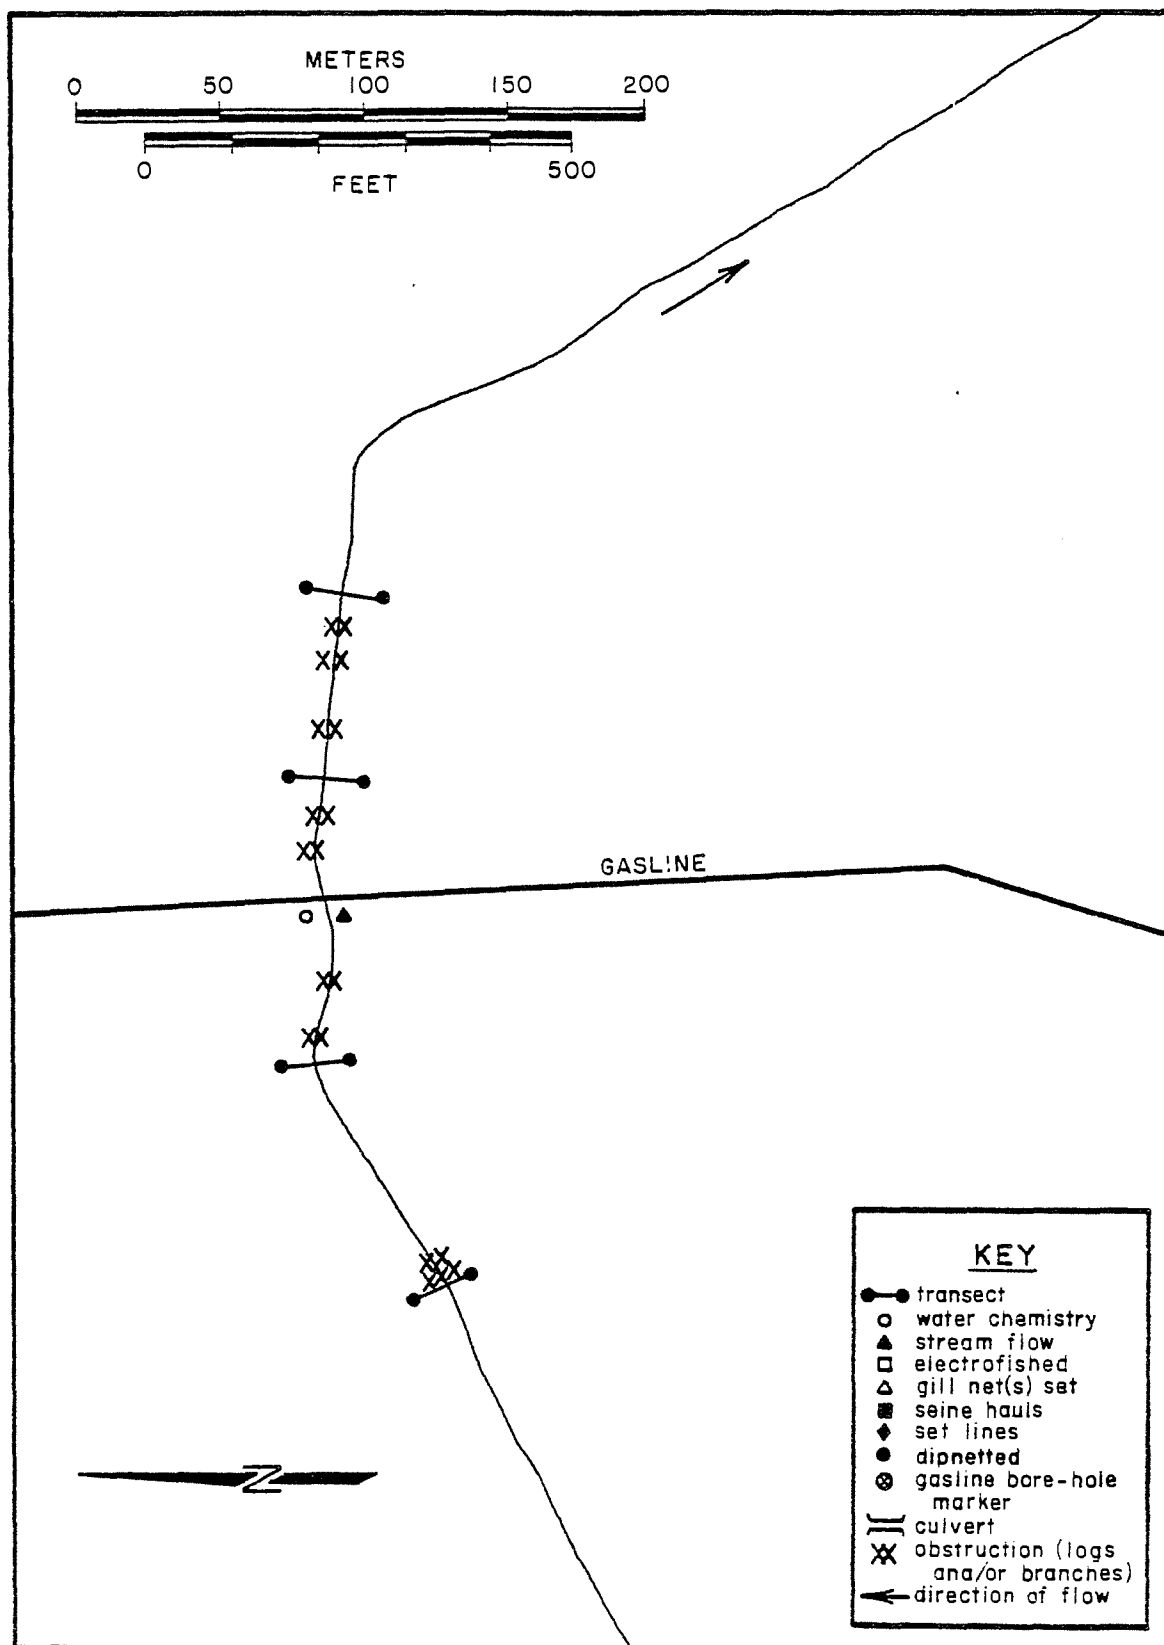 METERS
0 50 100 150 200
0 500
FEET
GASLINE
N
KEY
transect
water chemistry
stream flow
electrofished
gill net(s) set
seine hauls
set lines
dipnetted
gasline bore-hole
marker
culvert
obstruction (logs
and/or branches)
direction of flow